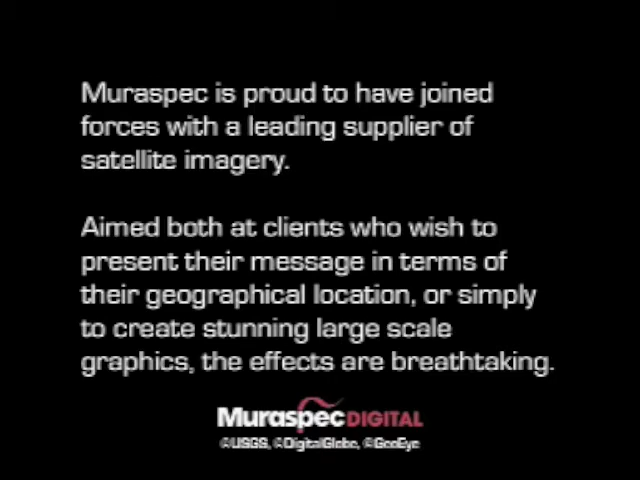 Muraspec is proud to have joined
forces with a leading supplier of
satellite imagery.
Aimed both at clients who wish to
present their message in terms of
their geographical location, or simply
to create stunning large scale
graphics, the effects are breathtaking.
Muraspec DIGITAL
©USGS, ©DigitalGlobe, ©GeoEye